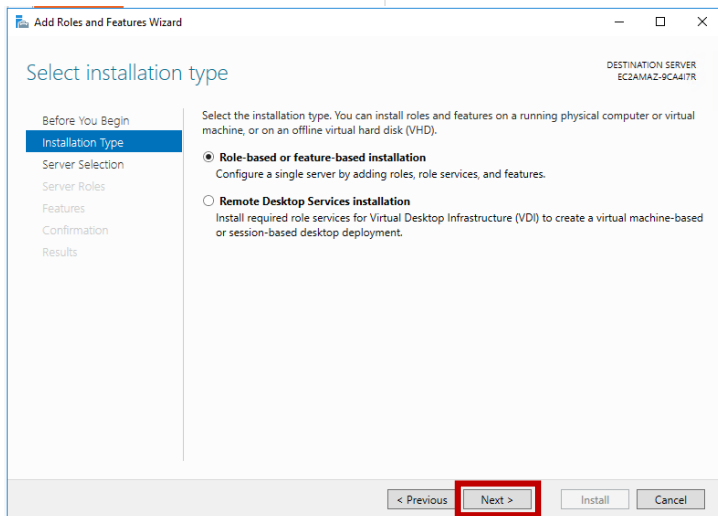 Add Roles and Features Wizard
Select installation type
DESTINATION SERVER
EC2AMAZ-9CA4I7R
Before You Begin
Installation Type
Server Selection
Server Roles
Features
Confirmation
Results
Select the installation type. You can install roles and features on a running physical computer or virtual
machine, or on an offline virtual hard disk (VHD).
Role-based or feature-based installation
Configure a single server by adding roles, role services, and features.
Remote Desktop Services installation
Install required role services for Virtual Desktop Infrastructure (VDI) to create a virtual machine-based
or session-based desktop deployment.
< Previous
Next >
Install
Cancel